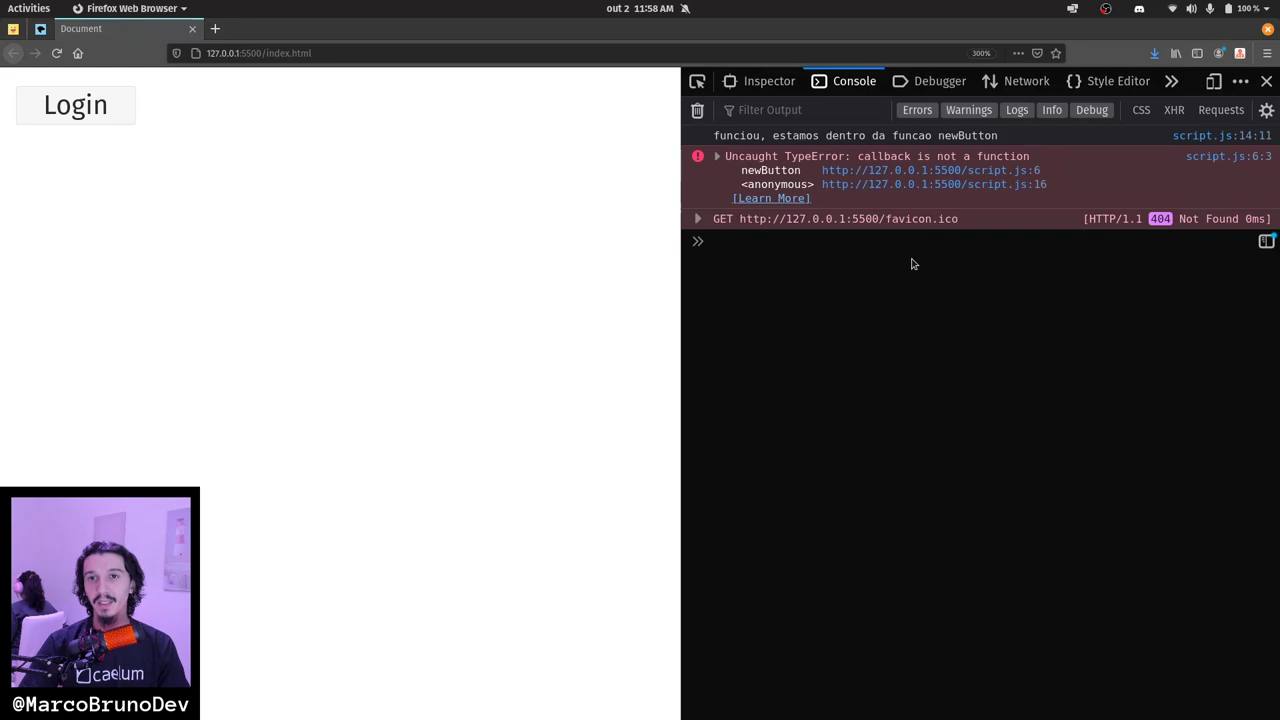 Activities
Firefox Web Browser
out 2 11:58 AM
100 %
Document
127.0.0.1:5500/index.html
300%
Login
Inspector
Console
Debugger
Network
Style Editor
Filter Output
Errors
Warnings
Logs
Info
Debug
CSS
XHR
Requests
funciou, estamos dentro da funcao newButton script.js:14:11
Uncaught TypeError: callback is not a function script.js:6:3
newButton http://127.0.0.1:5500/script.js:6
<anonymous> http://127.0.0.1:5500/script.js:16
[Learn More]
GET http://127.0.0.1:5500/favicon.ico [HTTP/1.1 404 Not Found 0ms]
caelum
@MarcoBrunoDev